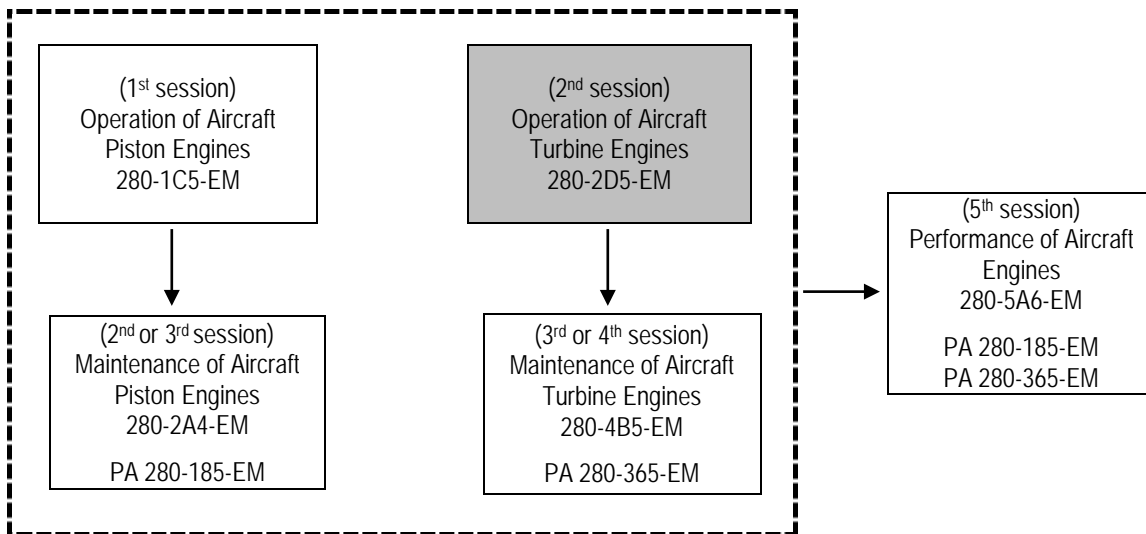 (1st session)
Operation of Aircraft
Piston Engines
280-1C5-EM
(2nd session)
Operation of Aircraft
Turbine Engines
280-2D5-EM
(2nd or 3rd session)
Maintenance of Aircraft
Piston Engines
280-2A4-EM
PA 280-185-EM
(3rd or 4th session)
Maintenance of Aircraft
Turbine Engines
280-4B5-EM
PA 280-365-EM
(5th session)
Performance of Aircraft
Engines
280-5A6-EM
PA 280-185-EM
PA 280-365-EM